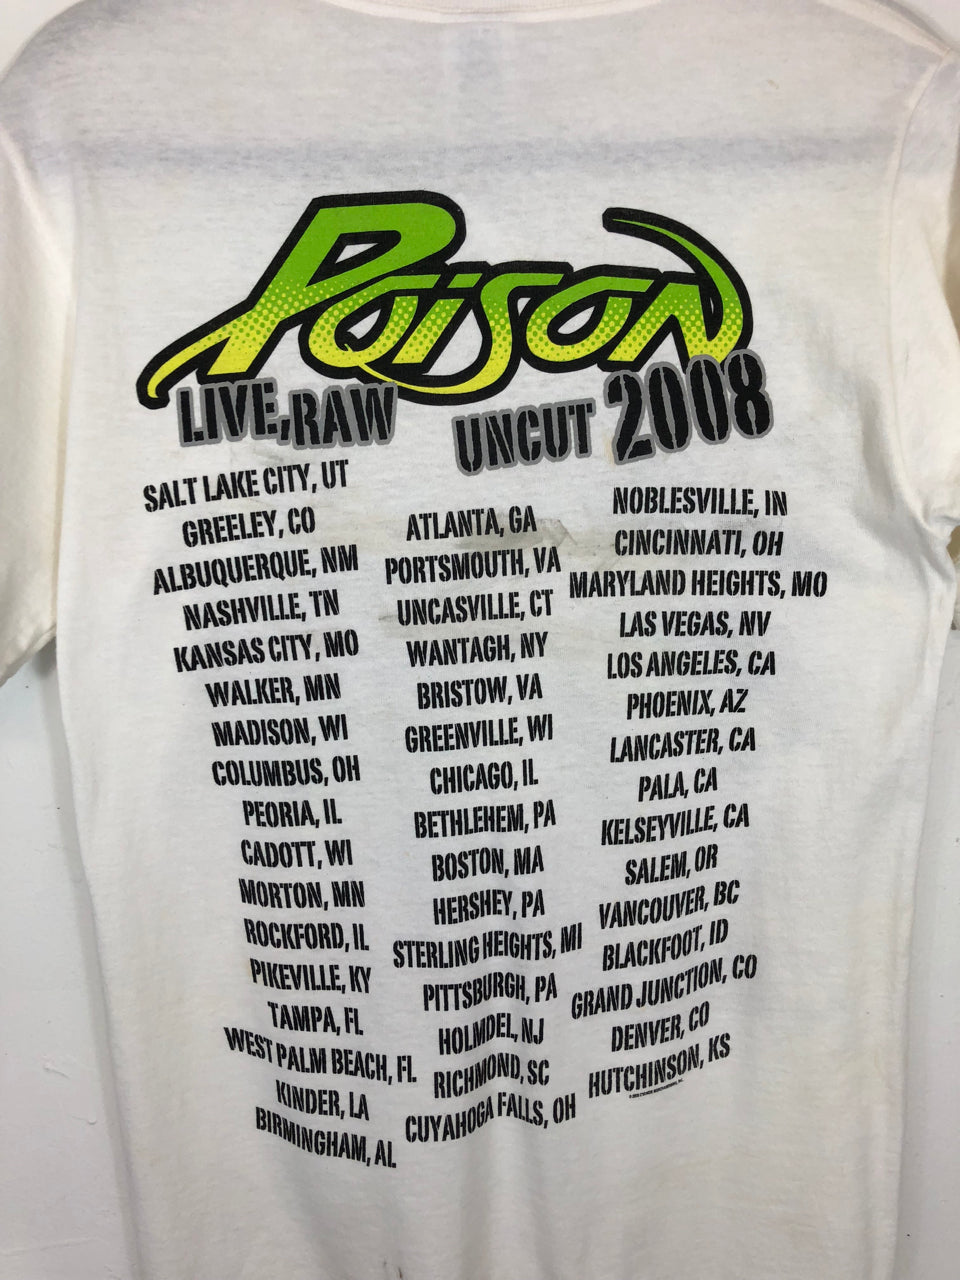 Poison
LIVE, RAW
UNCUT 2008
SALT LAKE CITY, UT
GREELEY, CO
ALBUQUERQUE, NM
NASHVILLE, TN
KANSAS CITY, MO
WALKER, MN
MADISON, WI
COLUMBUS, OH
PEORIA, IL
CADOTT, WI
MORTON, MN
ROCKFORD, IL
PIKEVILLE, KY
TAMPA, FL
WEST PALM BEACH, FL
KINDER, LA
BIRMINGHAM, AL
ATLANTA, GA
PORTSMOUTH, VA
UNCASVILLE, CT
WANTAGH, NY
BRISTOW, VA
GREENVILLE, WI
CHICAGO, IL
BETHLEHEM, PA
BOSTON, MA
HERSHEY, PA
STERLING HEIGHTS, MI
PITTSBURGH, PA
HOLMDEL, NJ
RICHMOND, SC
CUYAHOGA FALLS, OH
NOBLESVILLE, IN
CINCINNATI, OH
MARYLAND HEIGHTS, MO
LAS VEGAS, NV
LOS ANGELES, CA
PHOENIX, AZ
LANCASTER, CA
PALA, CA
KELSEYVILLE, CA
SALEM, OR
VANCOUVER, BC
BLACKFOOT, ID
GRAND JUNCTION, CO
DENVER, CO
HUTCHINSON, KS